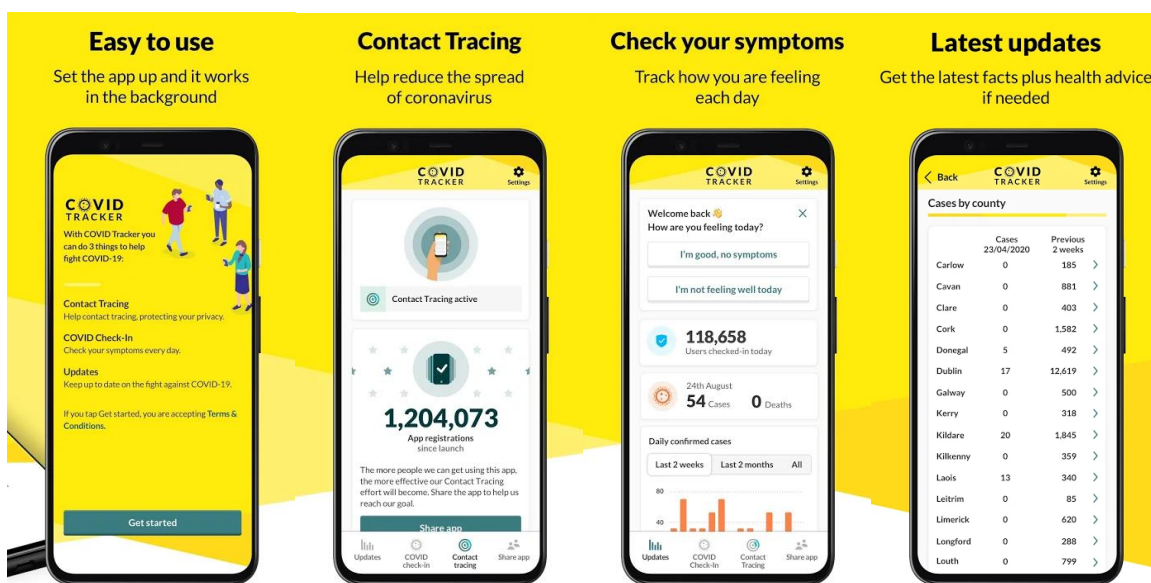 Easy to use
Set the app up and it works
in the background
COVID
TRACKER
With COVID Tracker you
can do 3 things to help
fight COVID-19:
Contact Tracing
Help contact tracing, protecting your privacy.
COVID Check-In
Check your symptoms every day.
Updates
Keep up to date on the fight against COVID-19.
If you tap Get started, you are accepting Terms &
Conditions.
Get started
Contact Tracing
Help reduce the spread
of coronavirus
COVID
TRACKER
Settings
Contact Tracing active
1,204,073
App registrations
since launch
The more people we can get using this app,
the more effective our Contact Tracing
effort will become. Share the app to help us
reach our goal.
Share app
Updates
COVID
check-in
Contact
tracing
Share app
Check your symptoms
Track how you are feeling
each day
COVID
TRACKER
Settings
Welcome back 👋
How are you feeling today?
I'm good, no symptoms
I'm not feeling well today
118,658
Users checked-in today
24th August
54 Cases 0 Deaths
Daily confirmed cases
Last 2 weeks Last 2 months All
80
40
Updates
COVID
Check-In
Contact
Tracing
Share app
Latest updates
Get the latest facts plus health advice
if needed
Back
COVID
TRACKER
Settings
Cases by county
Cases
23/04/2020
Previous
2 weeks
Carlow 0 185
Cavan 0 881
Clare 0 403
Cork 0 1,582
Donegal 5 492
Dublin 17 12,619
Galway 0 500
Kerry 0 318
Kildare 20 1,845
Kilkenny 0 359
Laois 13 340
Leitrim 0 85
Limerick 0 620
Longford 0 288
Louth 0 799